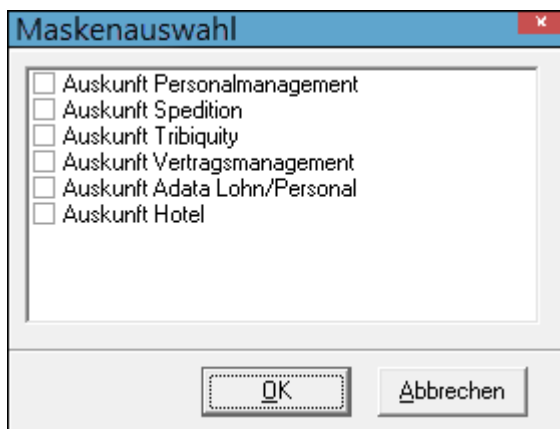 Maskenauswahl
Auskunft Personalmanagement
Auskunft Spedition
Auskunft Tribiquity
Auskunft Vertragsmanagement
Auskunft Adata Lohn/Personal
Auskunft Hotel
OK
Abbrechen